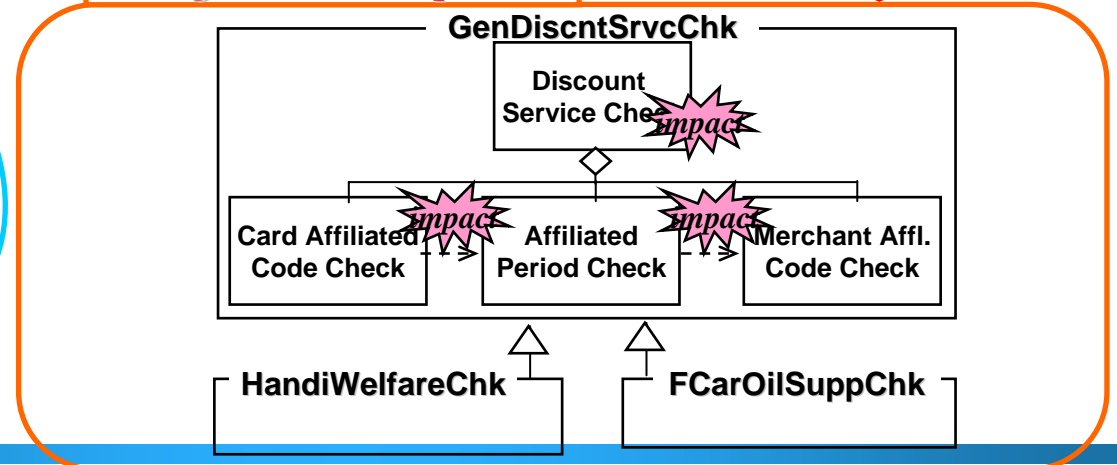 GenDiscntSrvcChk
Discount
Service Check
impact
impact
impact
Card Affiliated
Code Check
Affiliated
Period Check
Merchant Affl.
Code Check
HandiWelfareChk
FCarOilSuppChk